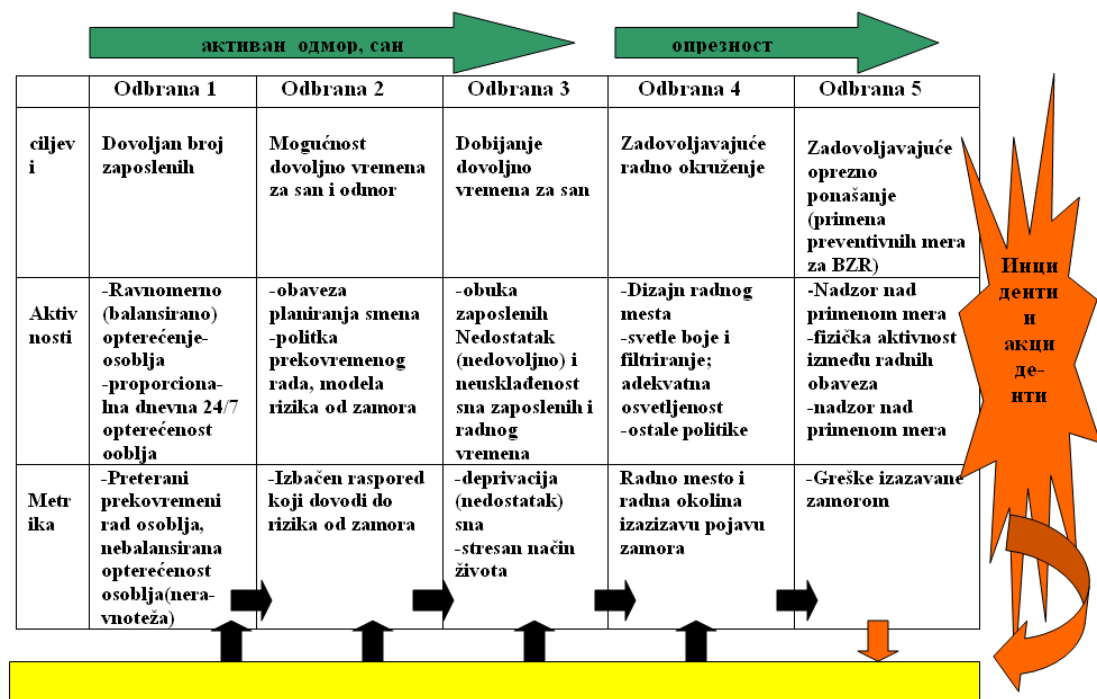 активан одмор, сан
опрезност
Odbrana 1
Odbrana 2
Odbrana 3
Odbrana 4
Odbrana 5
ciljev
i
Dovoljan broj
zaposlenih
Mogućnost
dovoljno vremena
za san i odmor
Dobijanje
dovoljno
vremena za san
Zadovoljavajuće
radno okruženje
Zadovoljavajuće
oprezno
ponašanje
(primena
preventivnih mera
za BZR)
Aktiv
nosti
-Ravnomerno
(balansirano)
opterećenje-
osoblja
-proporciona-
lna dnevna 24/7
opterećenost
ooblja
-obaveza
planiranja smena
-politka
prekovremenog
rada, modela
rizika od zamora
-obuka
zaposlenih
Nedostatak
(nedovoljno) i
neusklađenost
sna zaposlenih i
radnog
vremena
-Dizajn radnog
mesta
-svetle boje i
filtriranje;
adekvatna
osvetljenost
-ostale politike
-Nadzor nad
primenom mera
-fizička aktivnost
između radnih
obaveza
-nadzor nad
primenom mera
Metr
ika
-Preterani
prekovremeni
rad osoblja,
nebalansirana
opterećenost
osoblja(nera-
vnoteža)
-Izbačen raspored
koji dovodi do
rizika od zamora
-deprivacija
(nedostatak)
sna
-stresan način
života
Radno mesto i
radna okolina
izazizavu pojavu
zamora
-Greške izazavane
zamorom
Инци
денти
и
акци
де-
нти